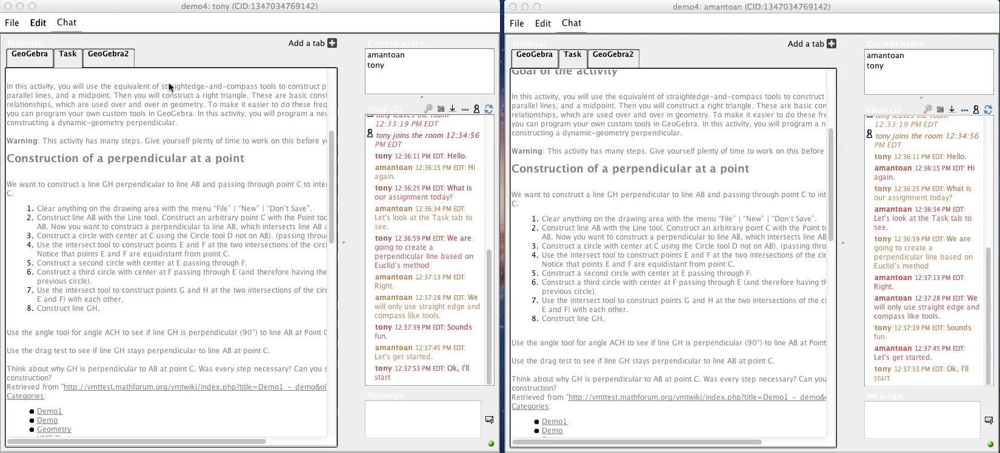 demo4: tony (CID:1347034769142)
File Edit Chat
Material:
Add a tab
GeoGebra Task GeoGebra2
In this activity, you will use the equivalent of straightedge-and-compass tools to construct p
parallel lines, and a midpoint. Then you will construct a right triangle. These are basic const
relationships, which are used over and over in geometry. To make it easier to do these freq
you can program your own custom tools in GeoGebra. In this activity, you will program a nev
constructing a dynamic-geometry perpendicular.
Warning: This activity has many steps. Give yourself plenty of time to work on this before y
Construction of a perpendicular at a point
We want to construct a line GH perpendicular to line AB and passing through point C to inte
C.
1. Clear anything on the drawing area with the menu “File” | “New” | “Don’t Save”.
2. Construct line AB with the Line tool. Construct an arbitrary point C with the Point too
AB. Now you want to construct a perpendicular to line AB, which intersects line AB a
3. Construct a circle with center at C using the Circle tool D not on AB). (passing throu
4. Use the intersect tool to construct points E and F at the two intersections of the circl
Notice that points E and F are equidistant from point C.
5. Construct a second circle with center at E passing through F.
6. Construct a third circle with center at F passing through E (and therefore having the
previous circle).
7. Use the intersect tool to construct points G and H at the two intersections of the circ
E and F) with each other.
8. Construct line GH.
Use the angle tool for angle ACH to see if line GH is perpendicular (90°) to line AB at Point C
Use the drag test to see if line GH stays perpendicular to line AB at point C.
Think about why GH is perpendicular to AB at point C. Was every step necessary? Can you s
construction?
Retrieved from "http://vmttest.mathforum.org/vmtwiki/index.php?title=Demo1_-_demo&ol
Categories:
Demo1
Demo
Geometry
Current users:
amantoan
tony
Chat: (2)
tony leaves the room
12:33:19 PM EDT
tony joins the room 12:34:56
PM EDT
tony 12:36:11 PM EDT: Hello.
amantoan 12:36:15 PM EDT: Hi
again.
tony 12:36:25 PM EDT: What is
our assignment today?
amantoan 12:36:34 PM EDT:
Let's look at the Task tab to
see.
tony 12:36:59 PM EDT: We are
going to create a
perpendicular line based on
Euclid's method
amantoan 12:37:13 PM EDT:
Right.
amantoan 12:37:28 PM EDT: We
will only use straight edge and
compass like tools.
tony 12:37:39 PM EDT: Sounds
fun.
amantoan 12:37:45 PM EDT:
Let's get started.
tony 12:37:53 PM EDT: Ok, I'll
start
Message:
demo4: amantoan (CID:1347034769142)
File Edit Chat
Material:
Add a tab
GeoGebra Task GeoGebra2
Goal of the activity
In this activity, you will use the equivalent of straightedge-and-compass tools to construct
parallel lines, and a midpoint. Then you will construct a right triangle. These are basic con
relationships, which are used over and over in geometry. To make it easier to do these fre
you can program your own custom tools in GeoGebra. In this activity, you will program a n
constructing a dynamic-geometry perpendicular.
Warning: This activity has many steps. Give yourself plenty of time to work on this before
Construction of a perpendicular at a point
We want to construct a line GH perpendicular to line AB and passing through point C to int
C.
1. Clear anything on the drawing area with the menu “File” | “New” | “Don’t Save”.
2. Construct line AB with the Line tool. Construct an arbitrary point C with the Point to
AB. Now you want to construct a perpendicular to line AB, which intersects line AB
3. Construct a circle with center at C using the Circle tool D not on AB). (passing thro
4. Use the intersect tool to construct points E and F at the two intersections of the cir
Notice that points E and F are equidistant from point C.
5. Construct a second circle with center at E passing through F.
6. Construct a third circle with center at F passing through E (and therefore having th
previous circle).
7. Use the intersect tool to construct points G and H at the two intersections of the ci
E and F) with each other.
8. Construct line GH.
Use the angle tool for angle ACH to see if line GH is perpendicular (90°) to line AB at Point
Use the drag test to see if line GH stays perpendicular to line AB at point C.
Think about why GH is perpendicular to AB at point C. Was every step necessary? Can you
construction?
Retrieved from "http://vmttest.mathforum.org/vmtwiki/index.php?title=Demo1_-_demo&o
Categories:
Demo1
Demo
Current users:
amantoan
tony
Chat: (1)
tony leaves the room
12:33:19 PM EDT
tony joins the room 12:34:56
PM EDT
tony 12:36:11 PM EDT: Hello.
amantoan 12:36:15 PM EDT: Hi
again.
tony 12:36:25 PM EDT: What is
our assignment today?
amantoan 12:36:34 PM EDT:
Let's look at the Task tab to
see.
tony 12:36:59 PM EDT: We are
going to create a
perpendicular line based on
Euclid's method
amantoan 12:37:13 PM EDT:
Right.
amantoan 12:37:28 PM EDT: We
will only use straight edge and
compass like tools.
tony 12:37:39 PM EDT: Sounds
fun.
amantoan 12:37:45 PM EDT:
Let's get started.
tony 12:37:53 PM EDT: Ok, I'll
start
Message: